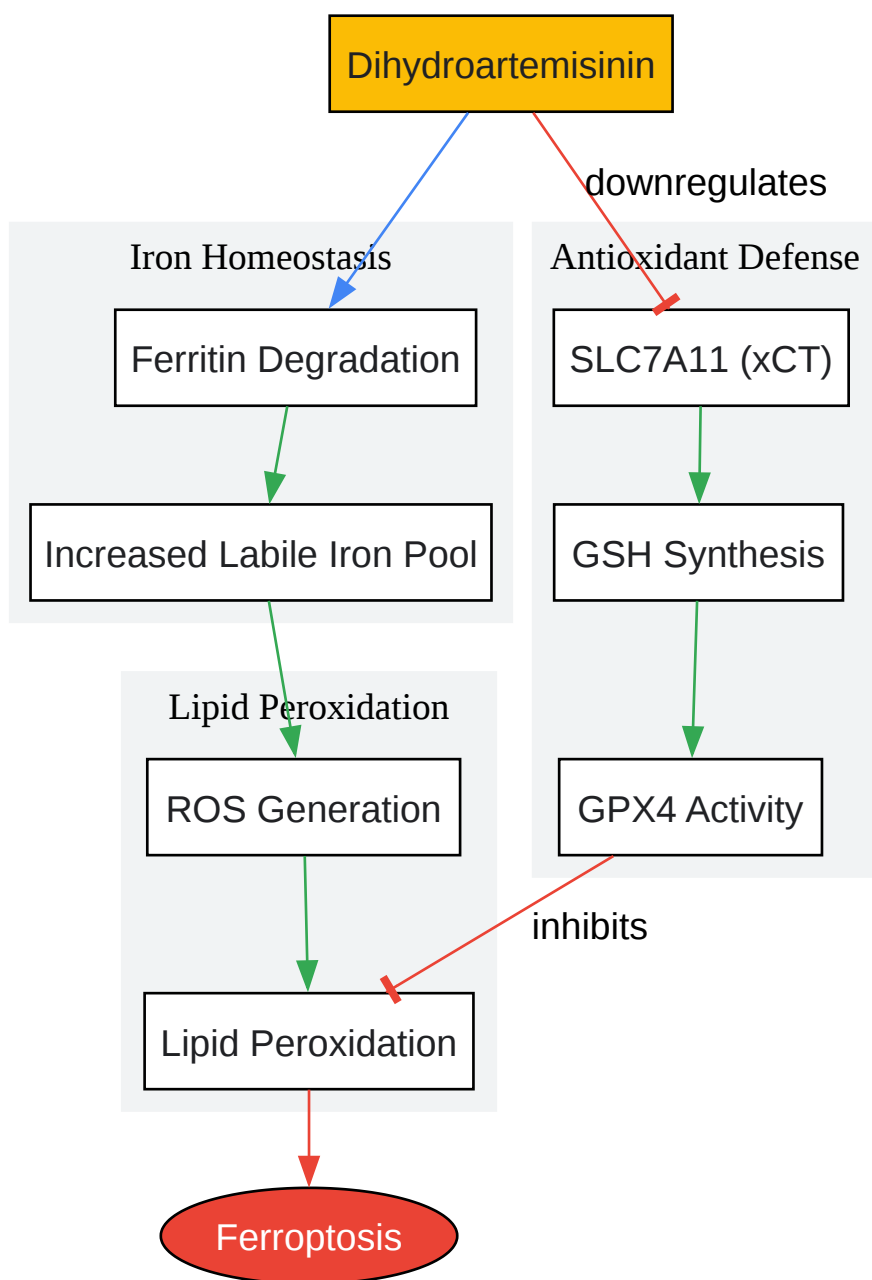 Dihydroartemisinin
downregulates
Iron Homeostasis
Antioxidant Defense
Ferritin Degradation
SLC7A11 (xCT)
Increased Labile Iron Pool
GSH Synthesis
Lipid Peroxidation
ROS Generation
GPX4 Activity
inhibits
Lipid Peroxidation
Ferroptosis